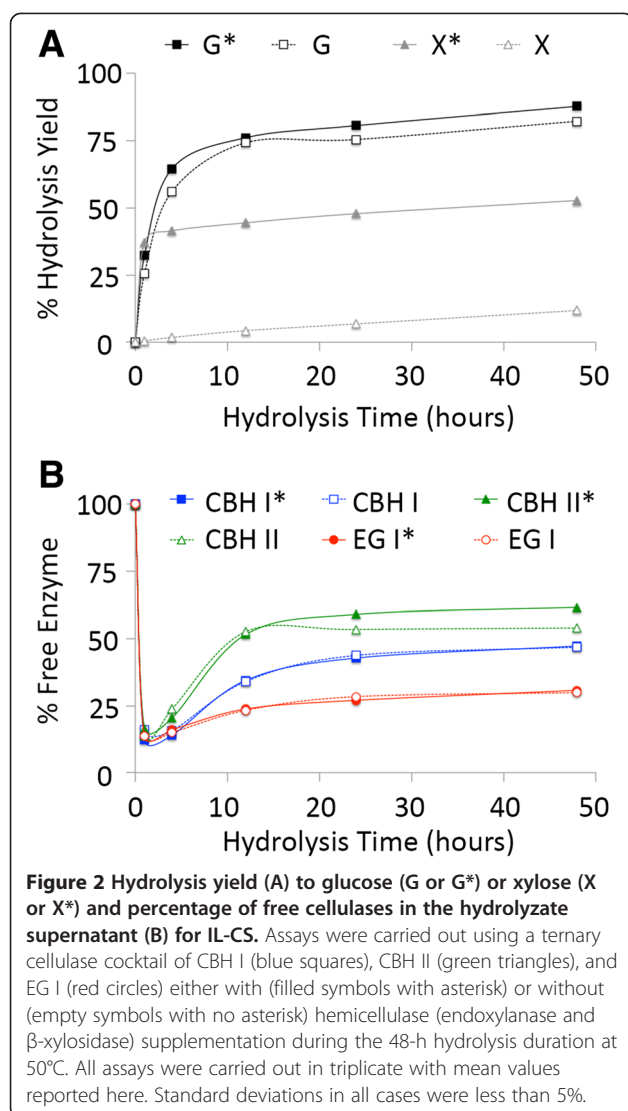 A
G* G X* X
100
75
50
25
0
% Hydrolysis Yield
0 10 20 30 40 50
Hydrolysis Time (hours)
B
CBH I* CBH I CBH II*
CBH II EG I* EG I
100
75
50
25
0
% Free Enzyme
0 10 20 30 40 50
Hydrolysis Time (hours)
Figure 2 Hydrolysis yield (A) to glucose (G or G*) or xylose (X
or X*) and percentage of free cellulases in the hydrolyzate
supernatant (B) for IL-CS. Assays were carried out using a ternary
cellulase cocktail of CBH I (blue squares), CBH II (green triangles), and
EG I (red circles) either with (filled symbols with asterisk) or without
(empty symbols with no asterisk) hemicellulase (endoxylanase and
β-xylosidase) supplementation during the 48-h hydrolysis duration at
50°C. All assays were carried out in triplicate with mean values
reported here. Standard deviations in all cases were less than 5%.